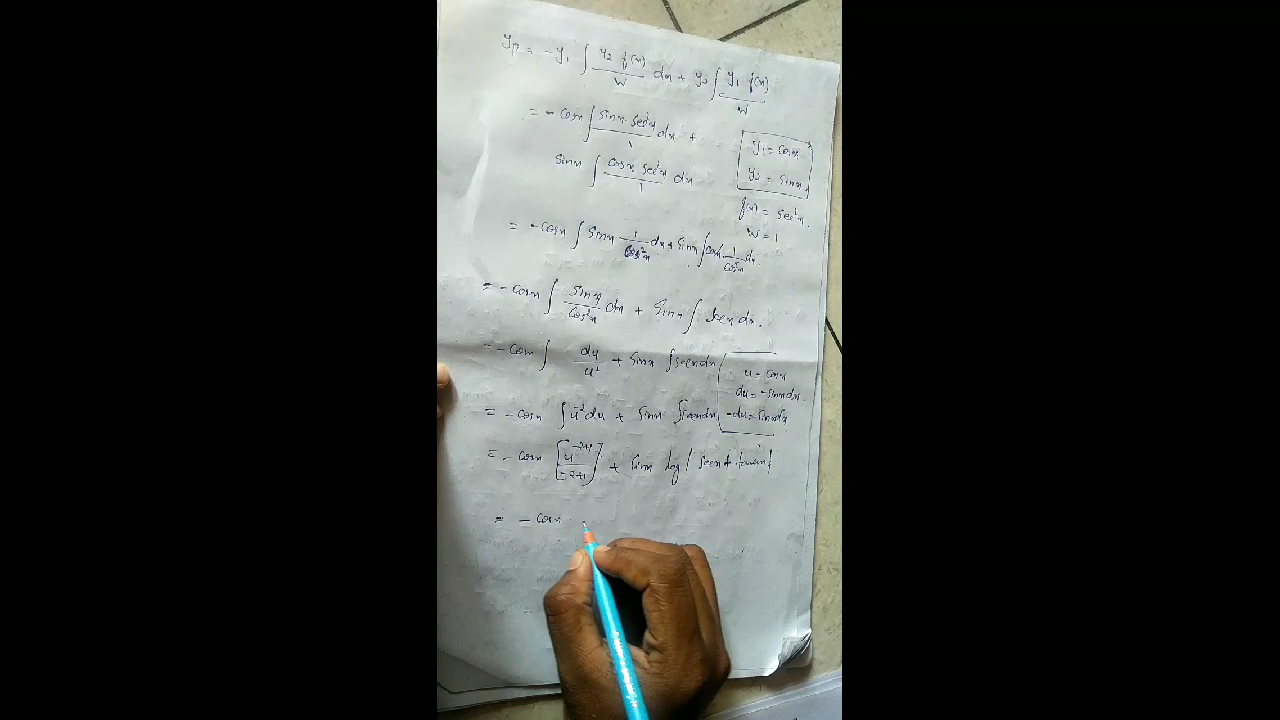 yp = -y₁ ∫ y₂ f(x)/W dx + y₂ ∫ y₁ f(x)/W
= - cosx ∫ sinx sec²x/1 dx +
sinx ∫ cosx sec²x/1 dx
y₁ = cosx
y₂ = sinx
f(x) = sec²x.
W = 1
= - cosx ∫ sinx 1/cos²x dx + sinx ∫ cosx 1/cos²x dx.
= - cosx ∫ sinx/cos²x dx + sinx ∫ secx dx.
= - cosx ∫ du/u² + sinx ∫ secx dx
u = cosx
du = -sinx dx.
-du = sinx dx
= - cosx ∫ u⁻² du + sinx ∫ secx dx
= - cosx [u⁻²⁺¹/-2+1] + sinx log | secx + tanx |
= - cosx